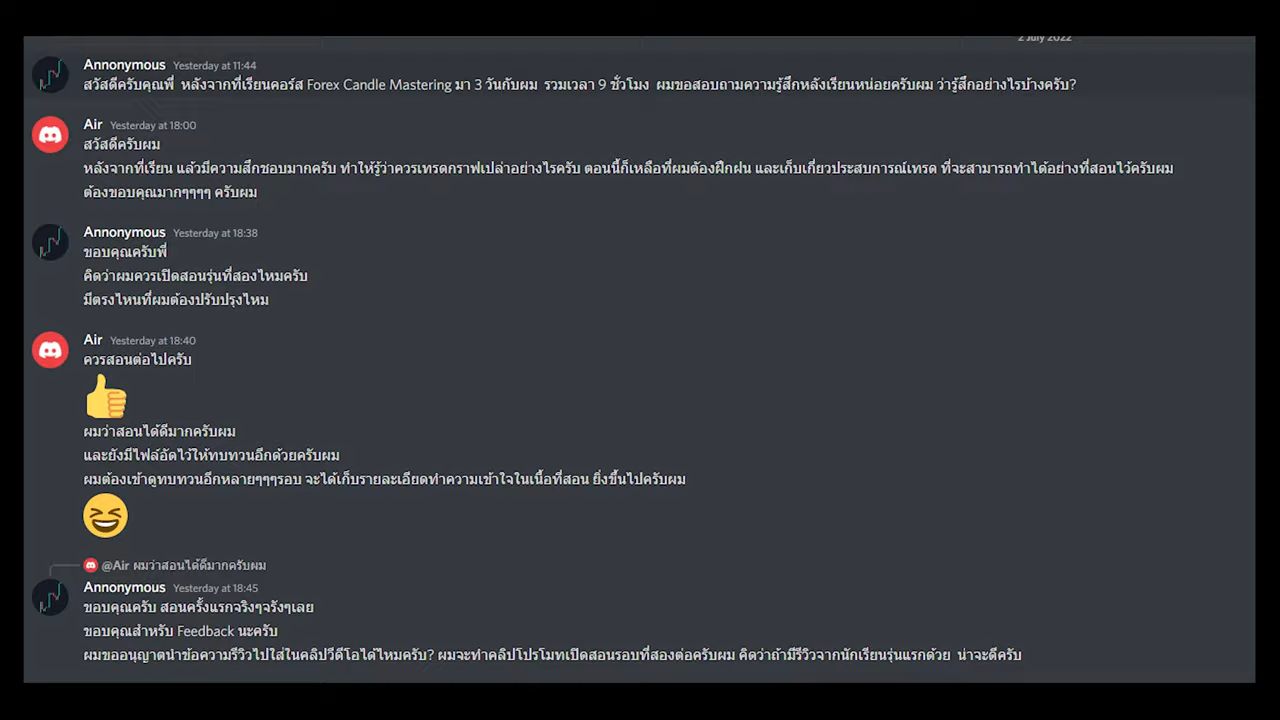 2 July 2022
Annonymous Yesterday at 11:44
สวัสดีครับคุณพี่ หลังจากที่เรียนคอร์ส Forex Candle Mastering มา 3 วันกับผม รวมเวลา 9 ชั่วโมง ผมขอสอบถามความรู้สึกหลังเรียนหน่อยครับผม ว่ารู้สึกอย่างไรบ้างครับ?
Air Yesterday at 18:00
สวัสดีครับผม
หลังจากที่เรียน แล้วมีความสึกชอบมากครับ ทำให้รู้ว่าควรเทรดกราฟเปล่าอย่างไรครับ ตอนนี้ก็เหลือที่ผมต้องฝึกฝน และเก็บเกี่ยวประสบการณ์เทรด ที่จะสามารถทำได้อย่างที่สอนไว้ครับผม
ต้องขอบคุณมากๆๆๆๆ ครับผม
Annonymous Yesterday at 18:38
ขอบคุณครับพี่
คิดว่าผมควรเปิดสอนรุ่นที่สองไหมครับ
มีตรงไหนที่ผมต้องปรับปรุงไหม
Air Yesterday at 18:40
ควรสอนต่อไปครับ
ผมว่าสอนได้ดีมากครับผม
และยังมีไฟล์อัดไว้ให้ทบทวนอีกด้วยครับผม
ผมต้องเข้าดูทบทวนอีกหลายๆๆๆรอบ จะได้เก็บรายละเอียดทำความเข้าใจในเนื้อที่สอน ยิ่งขึ้นไปครับผม
@Air ผมว่าสอนได้ดีมากครับผม
Annonymous Yesterday at 18:45
ขอบคุณครับ สอนครั้งแรกจริงๆจรังๆเลย
ขอบคุณสำหรับ Feedback นะครับ
ผมขออนุญาตนำข้อความรีวิวไปใส่ในคลิปวีดีโอได้ไหมครับ? ผมจะทำคลิปโปรโมทเปิดสอนรอบที่สองต่อครับผม คิดว่าถ้ามีรีวิวจากนักเรียนรุ่นแรกด้วย น่าจะดีครับ